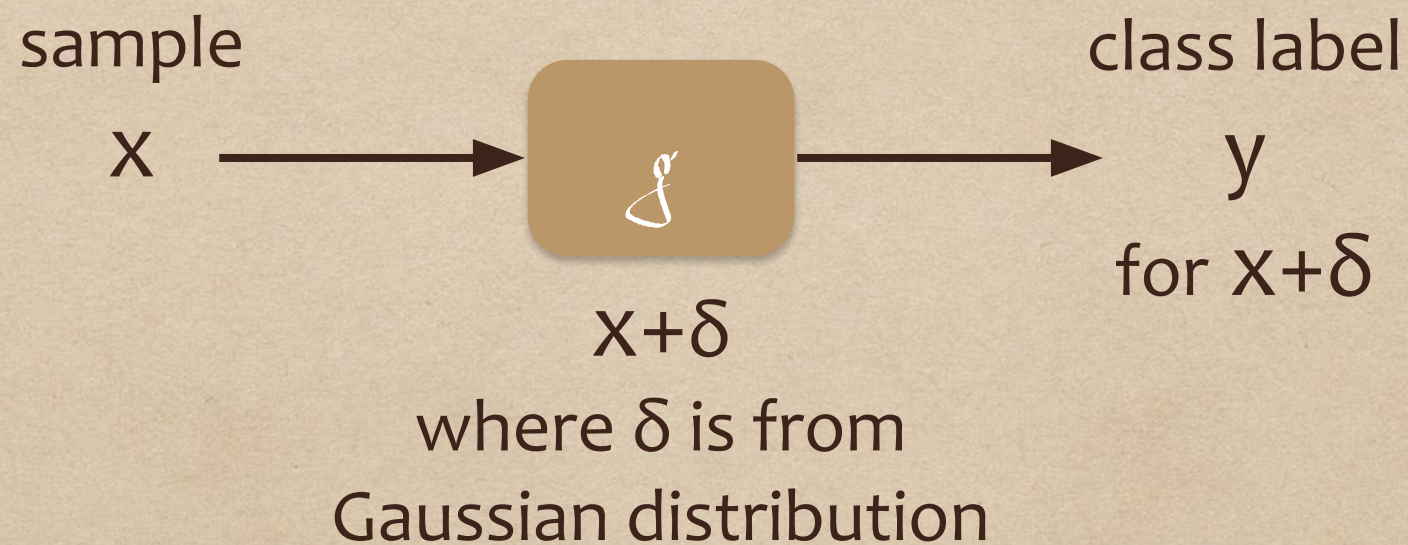 sample
x
g
class label
y
for x+δ
x+δ
where δ is from
Gaussian distribution